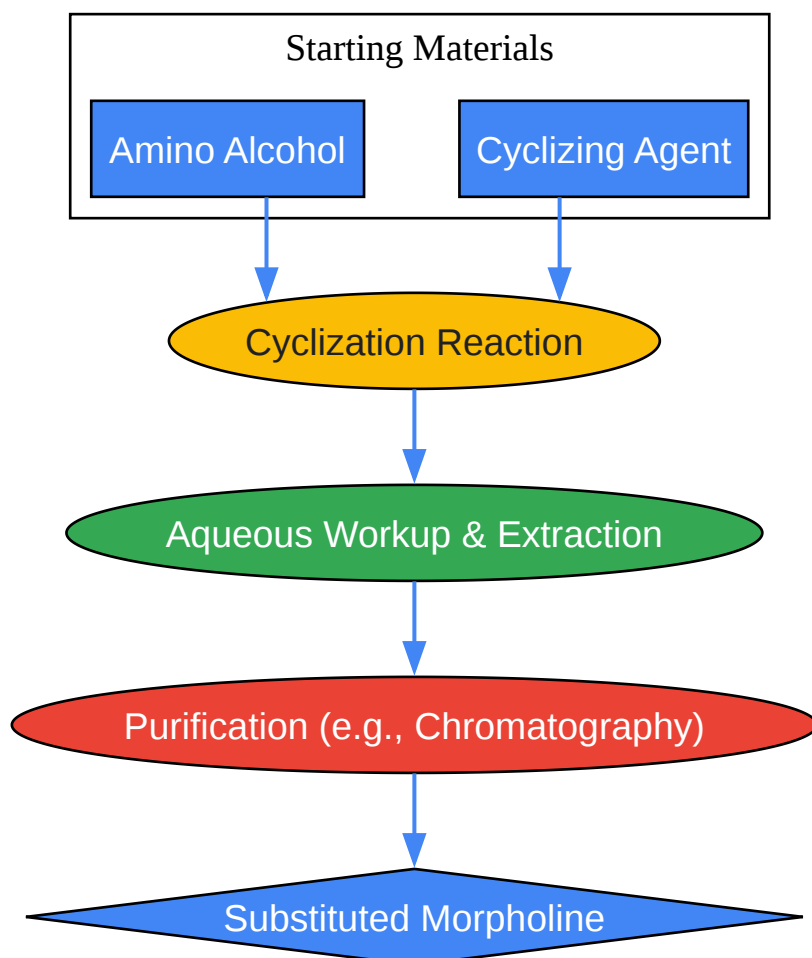 Starting Materials
Amino Alcohol
Cyclizing Agent
Cyclization Reaction
Aqueous Workup & Extraction
Purification (e.g., Chromatography)
Substituted Morpholine